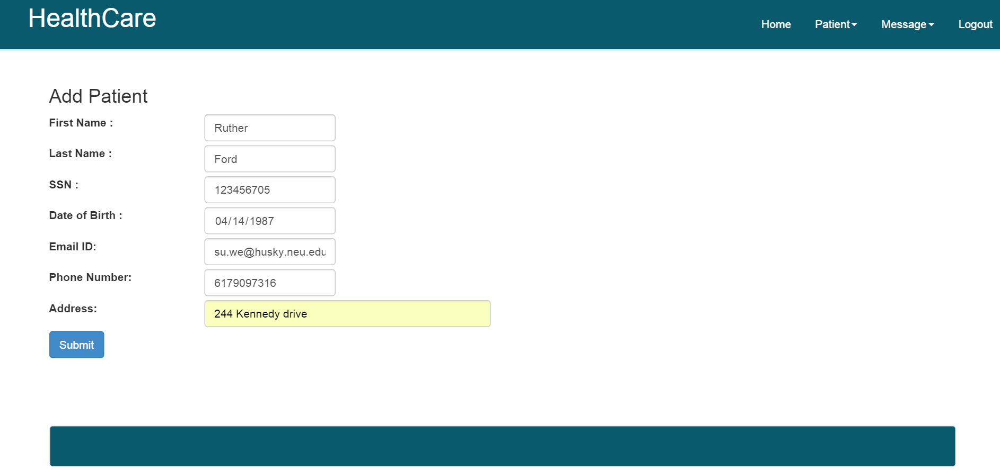 HealthCare
Home Patient Message Logout
Add Patient
First Name : Ruther
Last Name : Ford
SSN : 123456705
Date of Birth : 04/14/1987
Email ID: su.we@husky.neu.edu
Phone Number: 6179097316
Address: 244 Kennedy drive
Submit